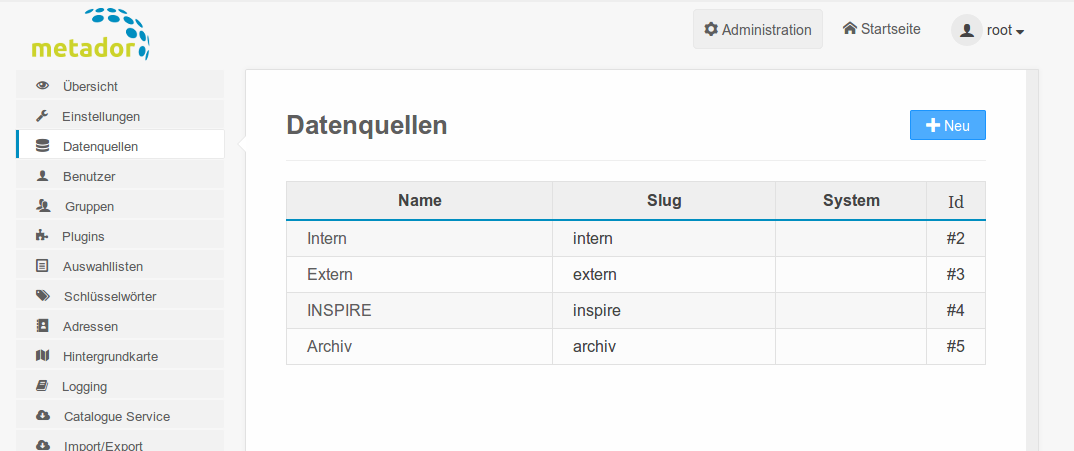 metador
Administration
Startseite
root
Übersicht
Einstellungen
Datenquellen
Benutzer
Gruppen
Plugins
Auswahllisten
Schlüsselwörter
Adressen
Hintergrundkarte
Logging
Catalogue Service
Import/Export
Datenquellen
Neu
Name Slug System Id
Intern intern #2
Extern extern #3
INSPIRE inspire #4
Archiv archiv #5